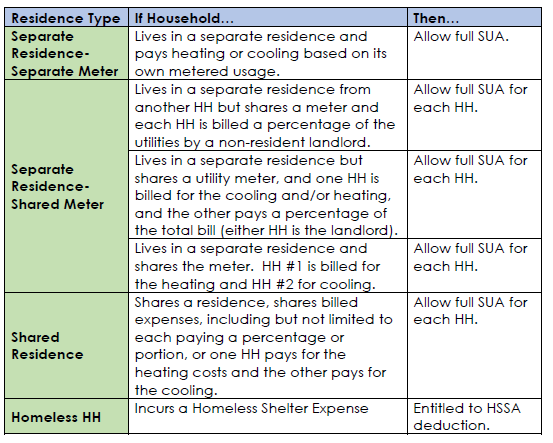 Residence Type If Household… Then…
Separate Residence- Separate Meter
Lives in a separate residence and
pays heating or cooling based on its
own metered usage.
Allow full SUA.
Separate Residence- Shared Meter
Lives in a separate residence from
another HH but shares a meter and
each HH is billed a percentage of the
utilities by a non-resident landlord.
Allow full SUA for
each HH.
Lives in a separate residence but
shares a utility meter, and one HH is
billed for the cooling and/or heating,
and the other pays a percentage of
the total bill (either HH is the landlord).
Allow full SUA for
each HH.
Lives in a separate residence and
shares the meter.  HH #1 is billed for
the heating and HH #2 for cooling.
Allow full SUA for
each HH.
Shared
Residence
Shares a residence, shares billed
expenses, including but not limited to
each paying a percentage or
portion, or one HH pays for the
heating costs and the other pays for
the cooling.
Allow full SUA for
each HH.
Homeless HH
Incurs a Homeless Shelter Expense
Entitled to HSSA
deduction.